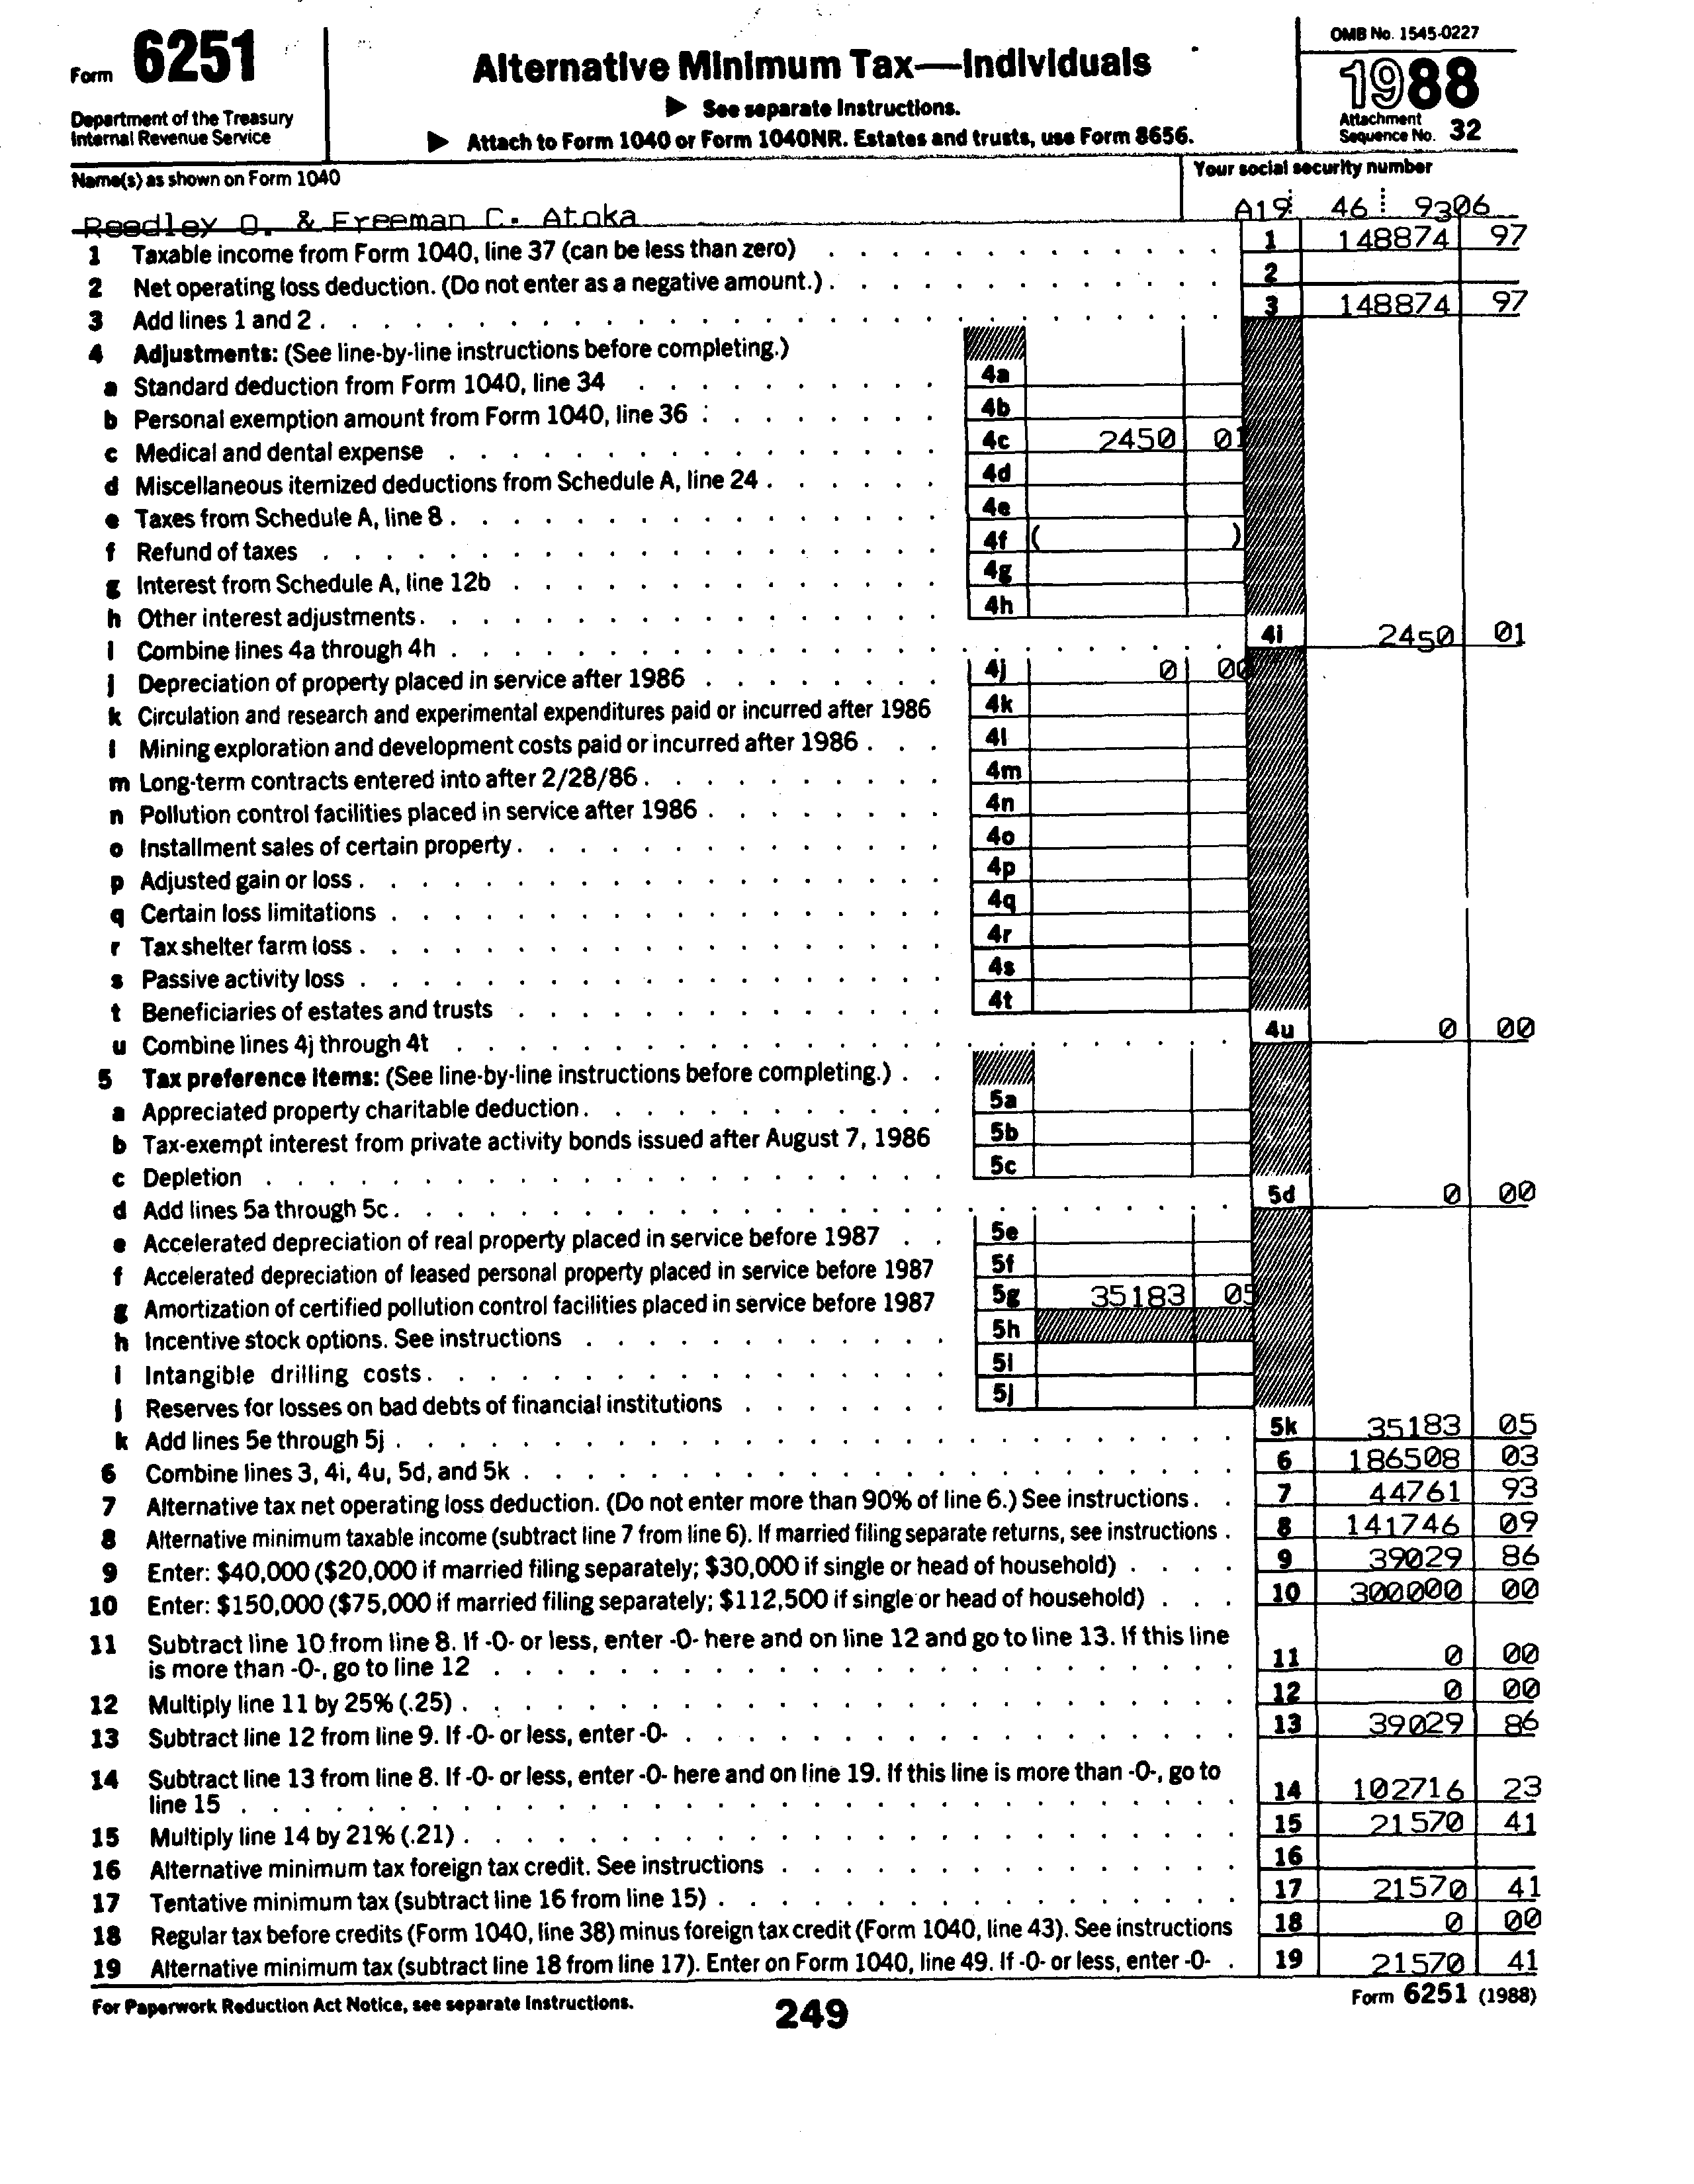 Form 6251
Department of the Treasury
Internal Revenue Service
Alternative Minimum Tax—Individuals
▶ See separate Instructions.
▶ Attach to Form 1040 or Form 1040NR. Estates and trusts, use Form 8656.
OMB No. 1545-0227
1988
Attachment
Sequence No. 32
Name(s) as shown on Form 1040
Your social security number
Reedley O. & Freeman C. Atoka
A19 46 9306
1 Taxable income from Form 1040, line 37 (can be less than zero) 1 148874 97
2 Net operating loss deduction. (Do not enter as a negative amount.) 2
3 Add lines 1 and 2 3 148874 97
4 Adjustments: (See line-by-line instructions before completing.)
a Standard deduction from Form 1040, line 34 4a
b Personal exemption amount from Form 1040, line 36 4b
c Medical and dental expense 4c 2450 01
d Miscellaneous itemized deductions from Schedule A, line 24 4d
e Taxes from Schedule A, line 8 4e
f Refund of taxes 4f ( )
g Interest from Schedule A, line 12b 4g
h Other interest adjustments 4h
i Combine lines 4a through 4h 4i 2450 01
j Depreciation of property placed in service after 1986 4j 0 00
k Circulation and research and experimental expenditures paid or incurred after 1986 4k
l Mining exploration and development costs paid or incurred after 1986 4l
m Long-term contracts entered into after 2/28/86 4m
n Pollution control facilities placed in service after 1986 4n
o Installment sales of certain property 4o
p Adjusted gain or loss 4p
q Certain loss limitations 4q
r Tax shelter farm loss 4r
s Passive activity loss 4s
t Beneficiaries of estates and trusts 4t
u Combine lines 4j through 4t 4u 0 00
5 Tax preference items: (See line-by-line instructions before completing.)
a Appreciated property charitable deduction 5a
b Tax-exempt interest from private activity bonds issued after August 7, 1986 5b
c Depletion 5c
d Add lines 5a through 5c 5d 0 00
e Accelerated depreciation of real property placed in service before 1987 5e
f Accelerated depreciation of leased personal property placed in service before 1987 5f
g Amortization of certified pollution control facilities placed in service before 1987 5g 35183 05
h Incentive stock options. See instructions 5h
i Intangible drilling costs 5i
j Reserves for losses on bad debts of financial institutions 5j
k Add lines 5e through 5j 5k 35183 05
6 Combine lines 3, 4i, 4u, 5d, and 5k 6 186508 03
7 Alternative tax net operating loss deduction. (Do not enter more than 90% of line 6.) See instructions 7 44761 93
8 Alternative minimum taxable income (subtract line 7 from line 6). If married filing separate returns, see instructions 8 141746 09
9 Enter: $40,000 ($20,000 if married filing separately; $30,000 if single or head of household) 9 39029 86
10 Enter: $150,000 ($75,000 if married filing separately; $112,500 if single or head of household) 10 300000 00
11 Subtract line 10 from line 8. If -0- or less, enter -0- here and on line 12 and go to line 13. If this line
is more than -0-, go to line 12 11 0 00
12 Multiply line 11 by 25% (.25) 12 0 00
13 Subtract line 12 from line 9. If -0- or less, enter -0- 13 39029 86
14 Subtract line 13 from line 8. If -0- or less, enter -0- here and on line 19. If this line is more than -0-, go to
line 15 14 102716 23
15 Multiply line 14 by 21% (.21) 15 21570 41
16 Alternative minimum tax foreign tax credit. See instructions 16
17 Tentative minimum tax (subtract line 16 from line 15) 17 21570 41
18 Regular tax before credits (Form 1040, line 38) minus foreign tax credit (Form 1040, line 43). See instructions 18 0 00
19 Alternative minimum tax (subtract line 18 from line 17). Enter on Form 1040, line 49. If -0- or less, enter -0- 19 21570 41
For Paperwork Reduction Act Notice, see separate Instructions.
249
Form 6251 (1988)